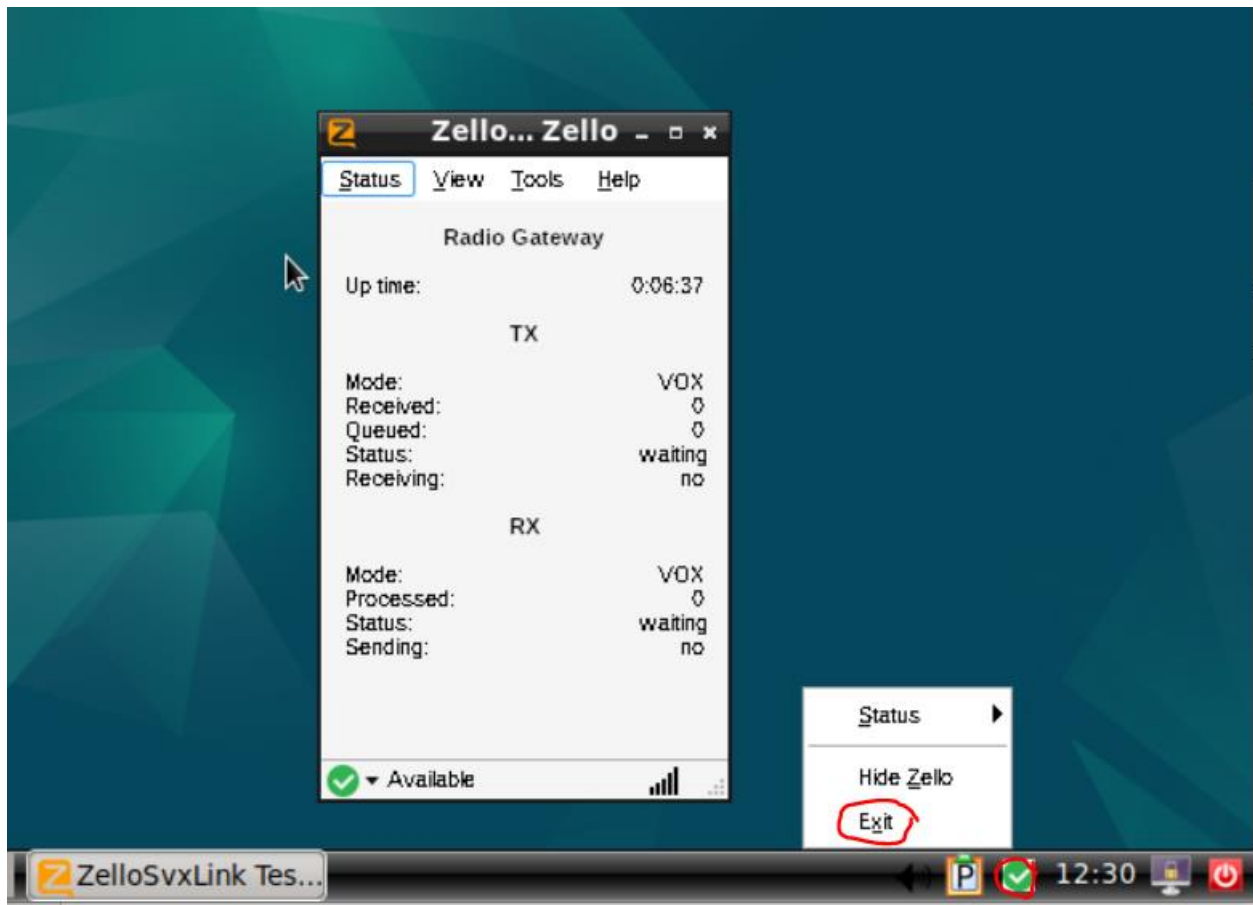 Zello... Zello
Status View Tools Help
Radio Gateway
Up time: 0:06:37
TX
Mode: VOX
Received: 0
Queued: 0
Status: waiting
Receiving: no
RX
Mode: VOX
Processed: 0
Status: waiting
Sending: no
Available
Status
Hide Zello
Exit
ZelloSvxLink Tes...
P
12:30